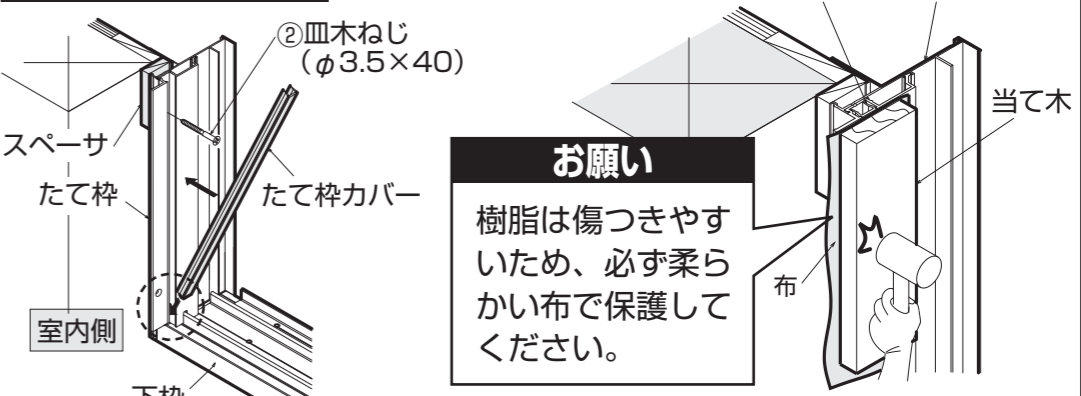 ②皿木ねじ
（φ3.5×40）
スペーサ
たて枠
たて枠カバー
室内側
下枠
お願い
樹脂は傷つきやす
いため、必ず柔ら
かい布で保護して
ください。
布
当て木